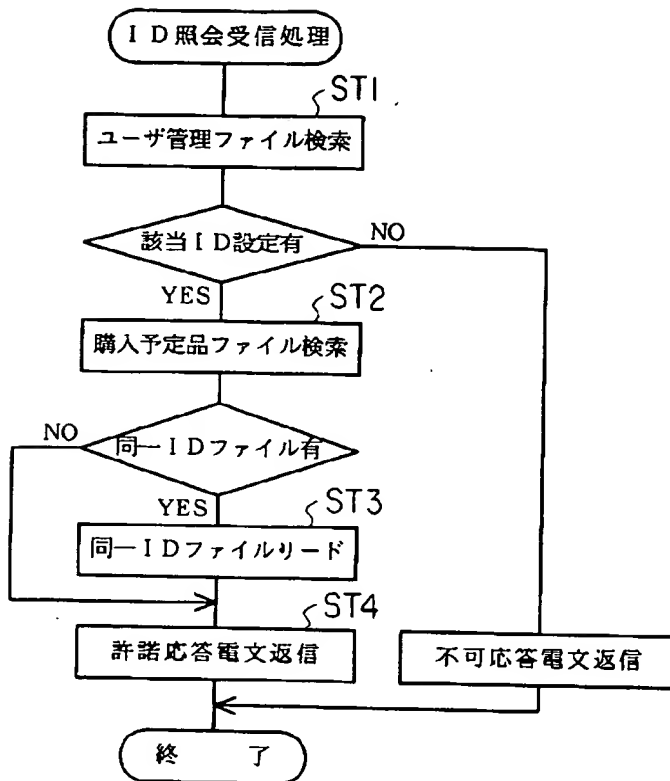 ID照会受信処理
ST1
ユーザ管理ファイル検索
該当ID設定有
NO
YES
ST2
購入予定品ファイル検索
NO
同一IDファイル有
YES
ST3
同一IDファイルリード
ST4
許諾応答電文返信
不可応答電文返信
終 了